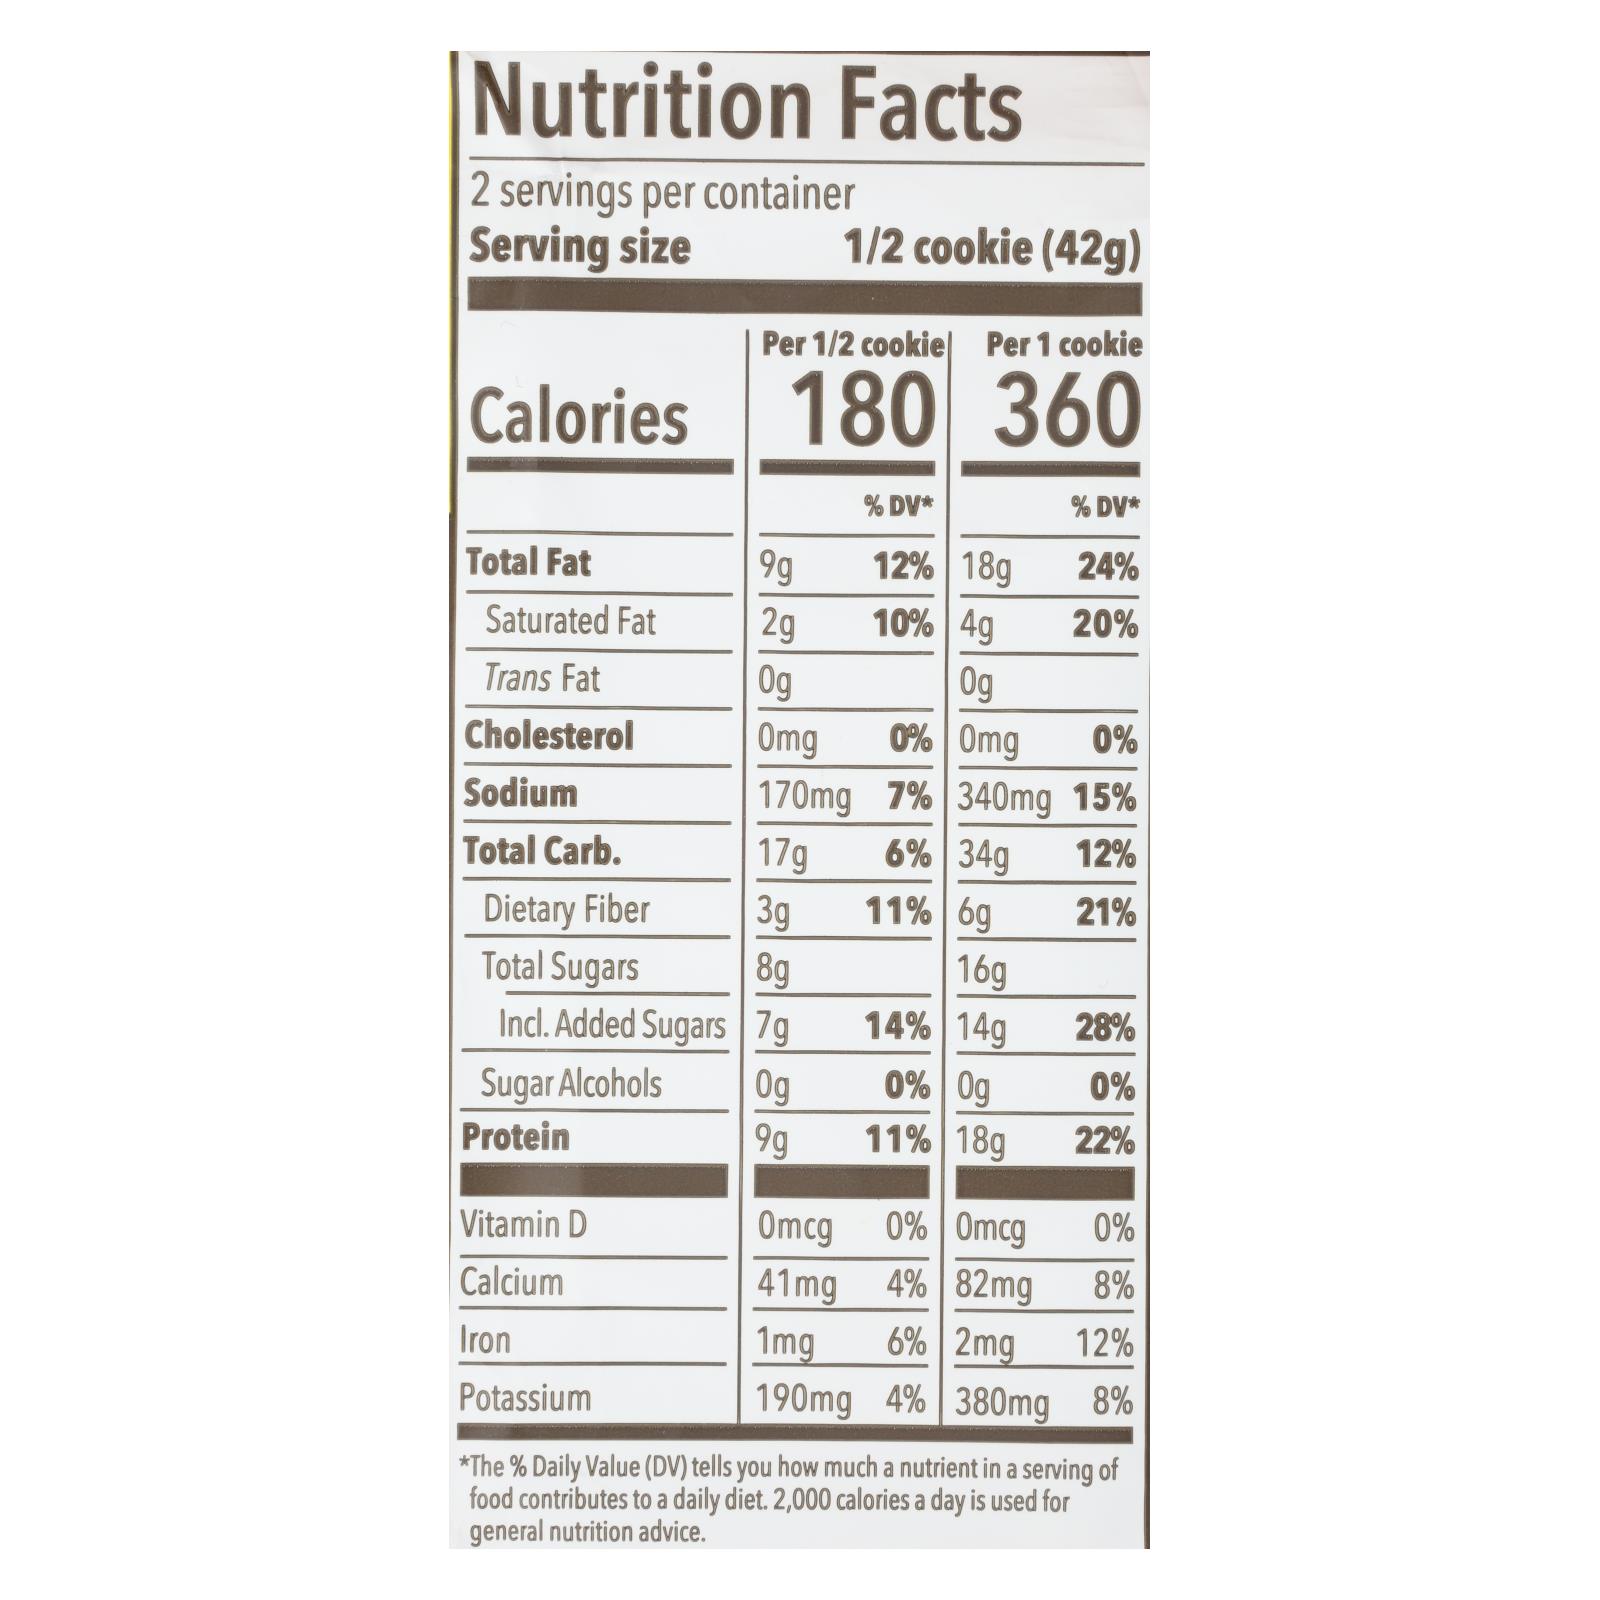 Nutrition Facts
2 servings per container
Serving size 1/2 cookie (42g)
Per 1/2 cookie Per 1 cookie
Calories 180 360
% DV* % DV*
Total Fat 9g 12% 18g 24%
Saturated Fat 2g 10% 4g 20%
Trans Fat 0g 0g
Cholesterol 0mg 0% 0mg 0%
Sodium 170mg 7% 340mg 15%
Total Carb. 17g 6% 34g 12%
Dietary Fiber 3g 11% 6g 21%
Total Sugars 8g 16g
Incl. Added Sugars 7g 14% 14g 28%
Sugar Alcohols 0g 0% 0g 0%
Protein 9g 11% 18g 22%
Vitamin D 0mcg 0% 0mcg 0%
Calcium 41mg 4% 82mg 8%
Iron 1mg 6% 2mg 12%
Potassium 190mg 4% 380mg 8%
*The % Daily Value (DV) tells you how much a nutrient in a serving of
food contributes to a daily diet. 2,000 calories a day is used for
general nutrition advice.